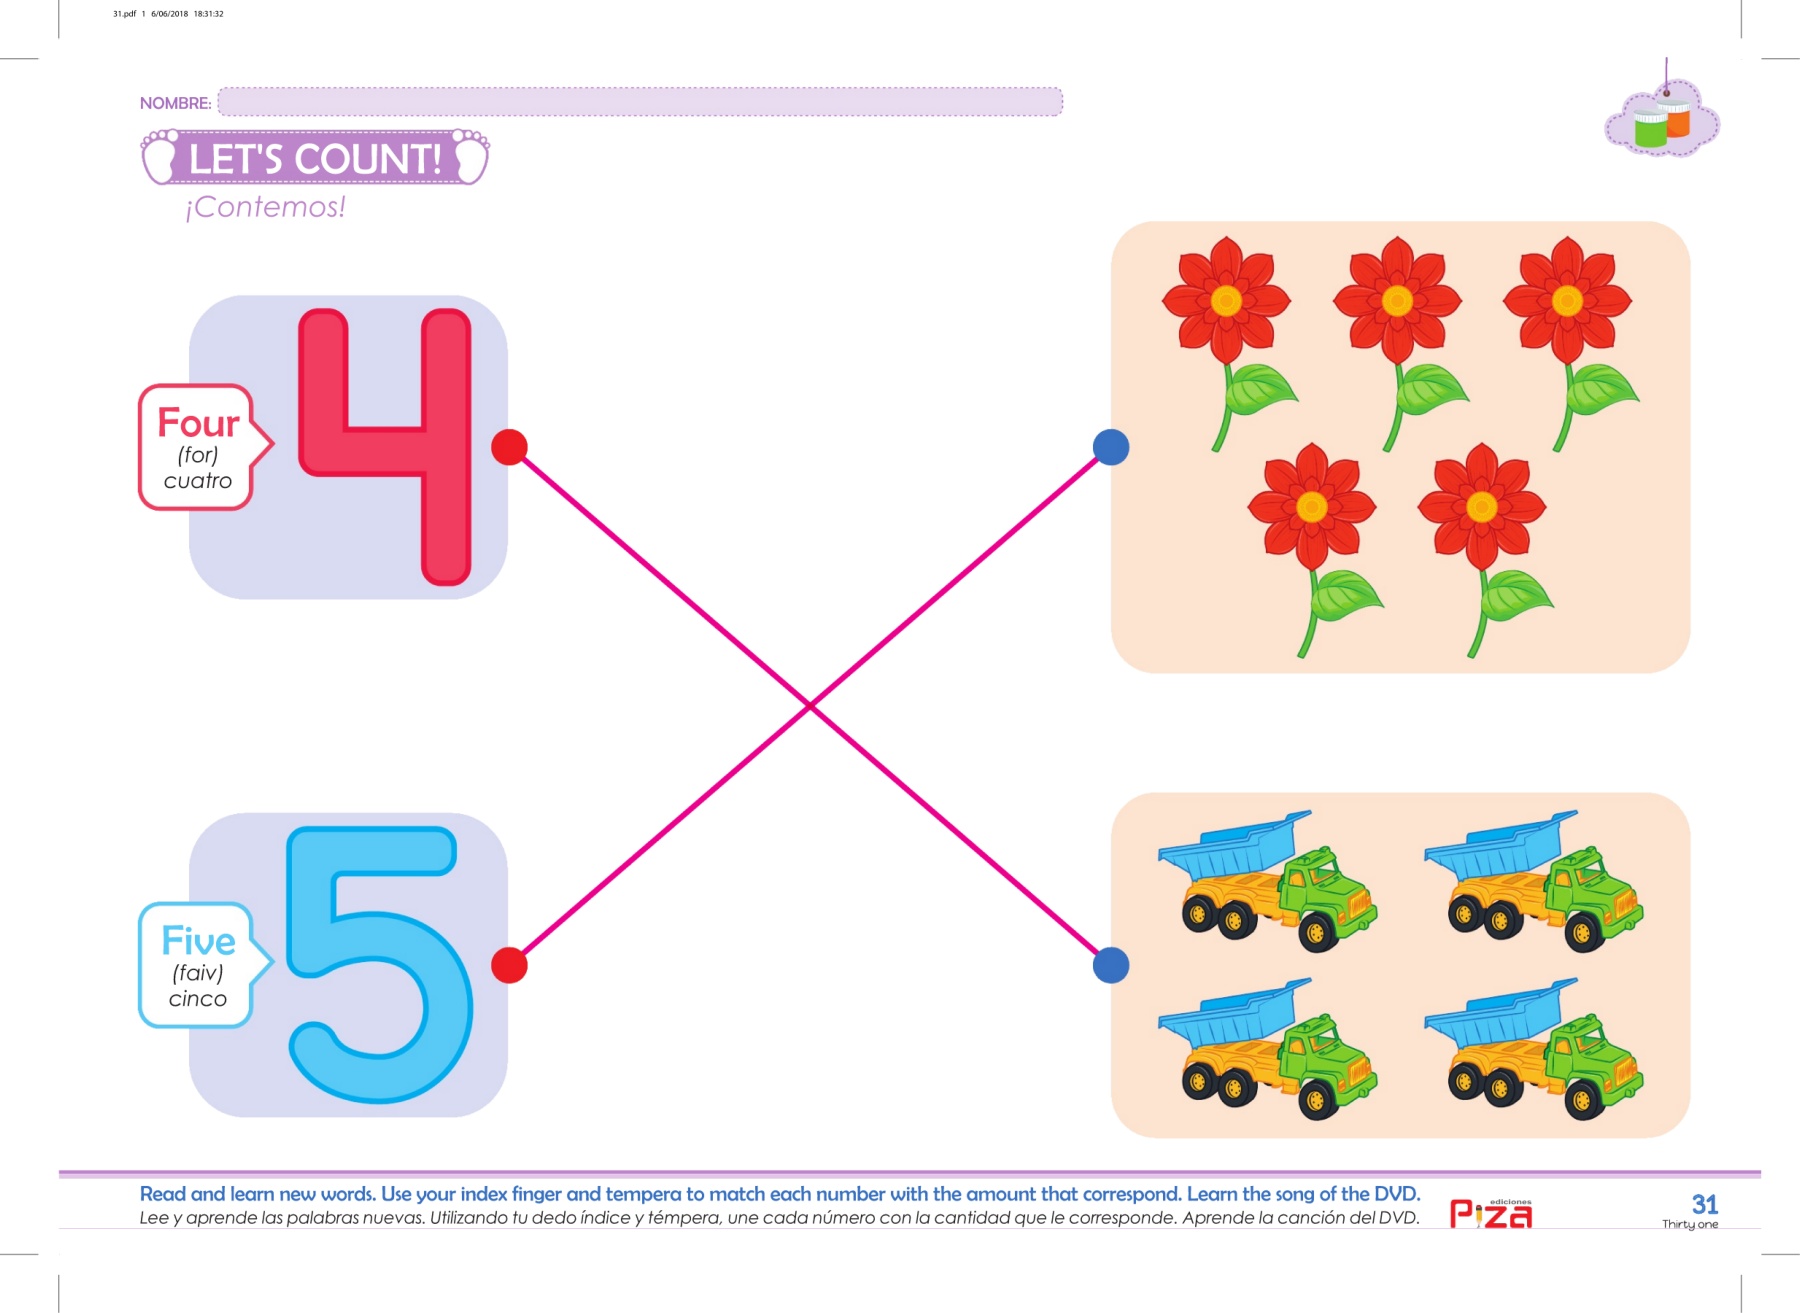 31.pdf 1 6/06/2018 18:31:32
NOMBRE:
LET'S COUNT!
¡Contemos!
4
Four
(for)
cuatro
5
Five
(faiv)
cinco
Read and learn new words. Use your index finger and tempera to match each number with the amount that correspond. Learn the song of the DVD.
Lee y aprende las palabras nuevas. Utilizando tu dedo índice y témpera, une cada número con la cantidad que le corresponde. Aprende la canción del DVD.
ediciones
Piza
31
Thirty one